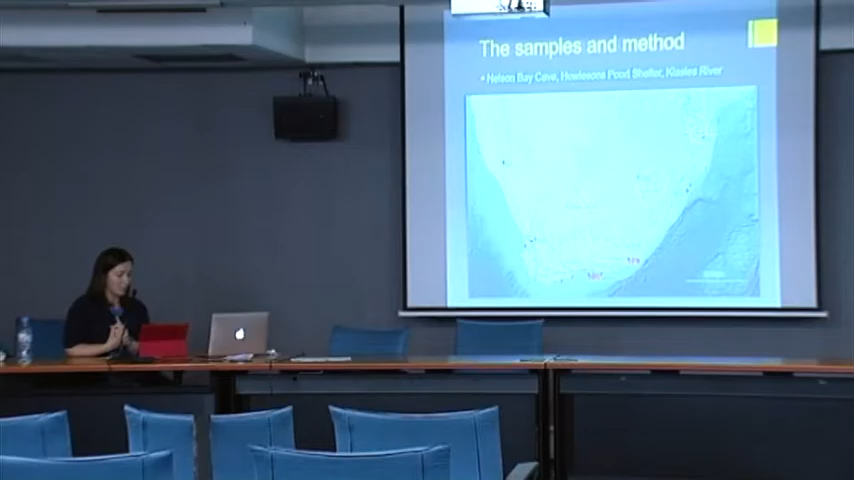 The samples and method
• Nelson Bay Cave, Howiesons Poort Shelter, Klasies River